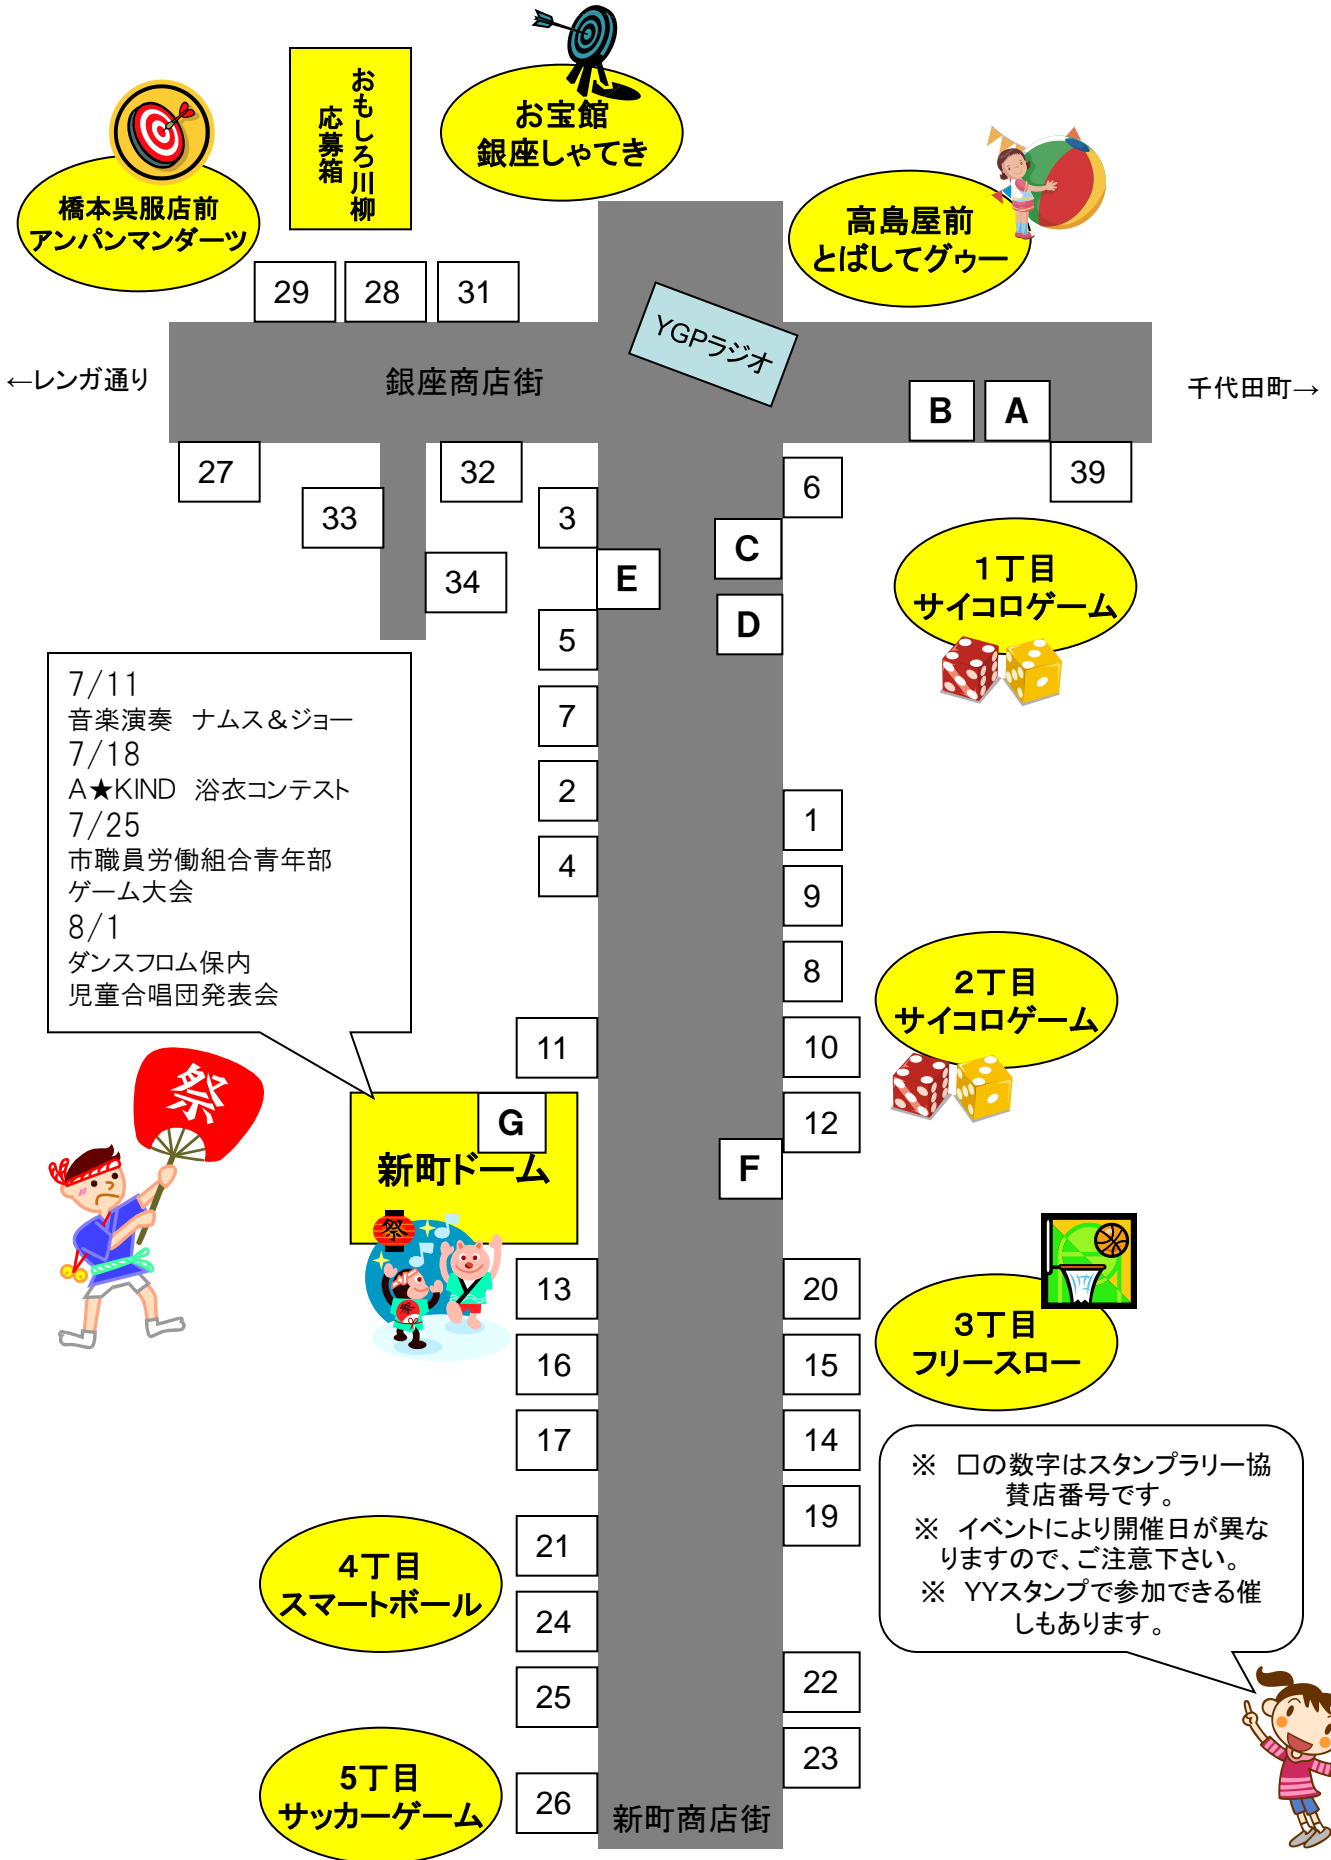 お宝館
銀座しゃてき
おもしろ川柳
応募箱
橋本呉服店前
アンパンマンダーツ
高島屋前
とばしてグゥー
29
28
31
YGPラジオ
←レンガ通り
銀座商店街
千代田町→
B
A
27
32
6
39
33
3
C
34
E
1丁目
サイコロゲーム
D
5
7/11
音楽演奏 ナムス&ジョー
7/18
A★KIND 浴衣コンテスト
7/25
市職員労働組合青年部
ゲーム大会
8/1
ダンスフロム保内
児童合唱団発表会
7
2
1
4
9
8
2丁目
サイコロゲーム
11
10
祭
G
12
新町ドーム
F
祭
祭
13
20
3丁目
フリースロー
16
15
17
14
※ 口の数字はスタンプラリー協
賛店番号です。
※ イベントにより開催日が異な
りますので、ご注意下さい。
※ YYスタンプで参加できる催
しもあります。
19
21
4丁目
スマートボール
24
25
22
23
5丁目
サッカーゲーム
26
新町商店街